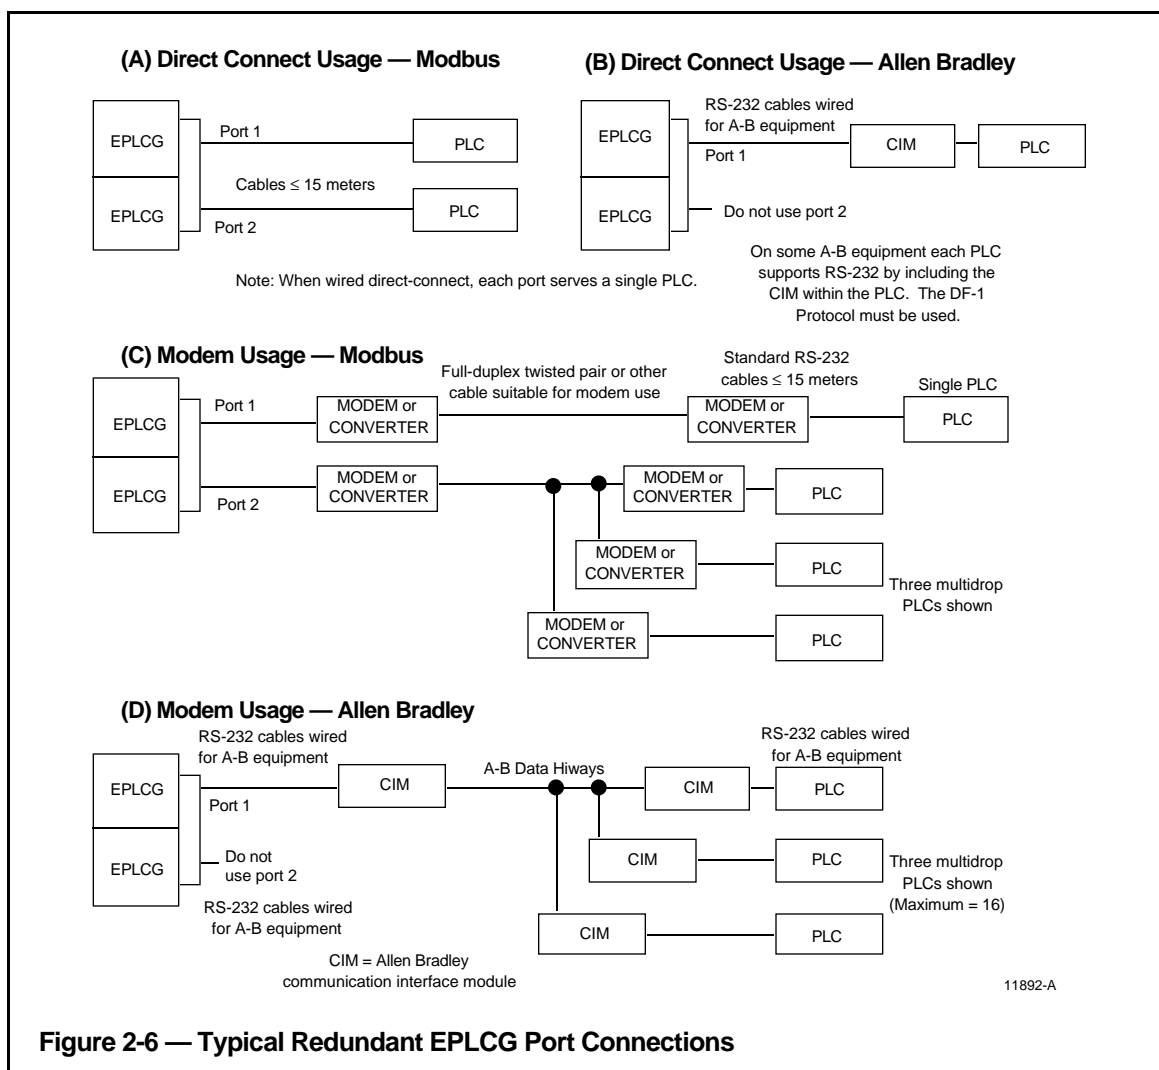 (A) Direct Connect Usage — Modbus
EPLCG
EPLCG
Port 1
PLC
Cables ≤ 15 meters
PLC
Port 2
Note: When wired direct-connect, each port serves a single PLC.
(B) Direct Connect Usage — Allen Bradley
RS-232 cables wired
for A-B equipment
EPLCG
EPLCG
Port 1
CIM
PLC
Do not use port 2
On some A-B equipment each PLC
supports RS-232 by including the
CIM within the PLC. The DF-1
Protocol must be used.
(C) Modem Usage — Modbus
Full-duplex twisted pair or other
cable suitable for modem use
Standard RS-232
cables ≤ 15 meters
Single PLC
EPLCG
EPLCG
Port 1
MODEM or
CONVERTER
MODEM or
CONVERTER
PLC
Port 2
MODEM or
CONVERTER
MODEM or
CONVERTER
PLC
MODEM or
CONVERTER
PLC
Three multidrop
PLCs shown
MODEM or
CONVERTER
PLC
(D) Modem Usage — Allen Bradley
RS-232 cables wired
for A-B equipment
RS-232 cables wired
for A-B equipment
EPLCG
EPLCG
Port 1
CIM
A-B Data Hiways
CIM
PLC
Do not
use port 2
CIM
PLC
Three multidrop
PLCs shown
(Maximum = 16)
RS-232 cables wired
for A-B equipment
CIM
PLC
CIM = Allen Bradley
communication interface module
11892-A
Figure 2-6 — Typical Redundant EPLCG Port Connections